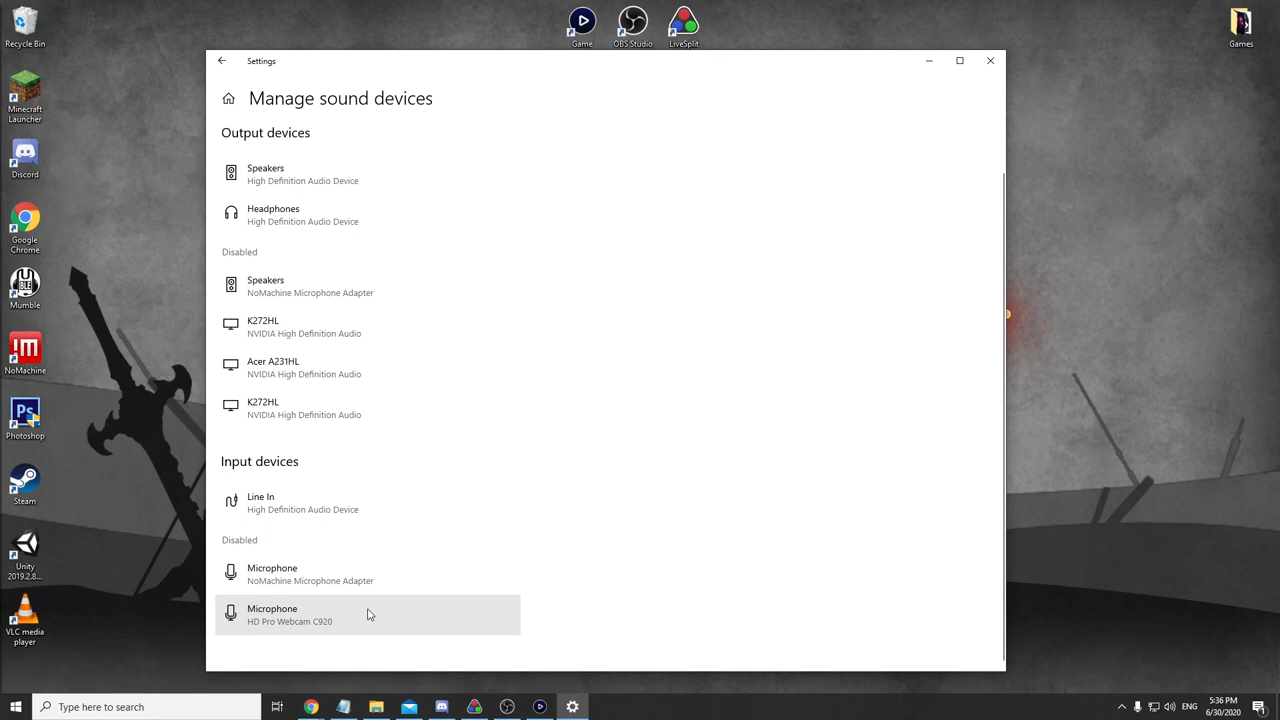 Recycle Bin
Minecraft
Launcher
Discord
Google
Chrome
Mumble
NoMachine
Ps
Photoshop
Steam
Unity
2019.2.8...
VLC media
player
Game
OBS Studio
LiveSplit
Games
Settings
Manage sound devices
Output devices
Speakers
High Definition Audio Device
Headphones
High Definition Audio Device
Disabled
Speakers
NoMachine Microphone Adapter
K272HL
NVIDIA High Definition Audio
Acer A231HL
NVIDIA High Definition Audio
K272HL
NVIDIA High Definition Audio
Input devices
Line In
High Definition Audio Device
Disabled
Microphone
NoMachine Microphone Adapter
Microphone
HD Pro Webcam C920
Type here to search
ENG
5:36 PM
6/30/2020